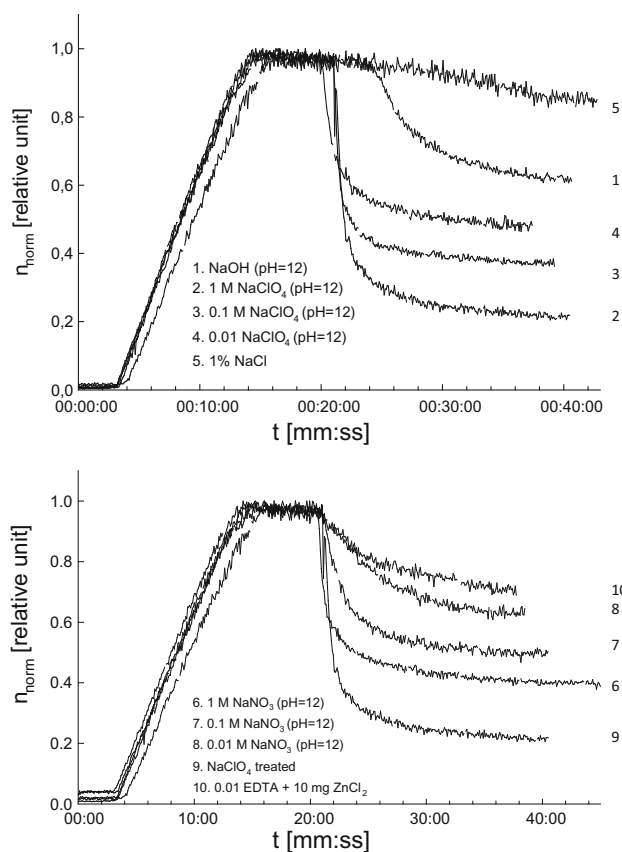 1,0
0,8
0,6
0,4
0,2
0,0
n_norm [relative unit]
1. NaOH (pH=12)
2. 1 M NaClO₄ (pH=12)
3. 0.1 M NaClO₄ (pH=12)
4. 0.01 NaClO₄ (pH=12)
5. 1% NaCl
5
1
4
3
2
00:00:00 00:10:00 00:20:00 00:30:00 00:40:00
t [mm:ss]
1.0
0.8
0.6
0.4
0.2
0.0
n_norm [relative unit]
6. 1 M NaNO₃ (pH=12)
7. 0.1 M NaNO₃ (pH=12)
8. 0.01 M NaNO₃ (pH=12)
9. NaClO₄ treated
10. 0.01 EDTA + 10 mg ZnCl₂
10
8
7
6
9
00:00 10:00 20:00 30:00 40:00
t [mm:ss]